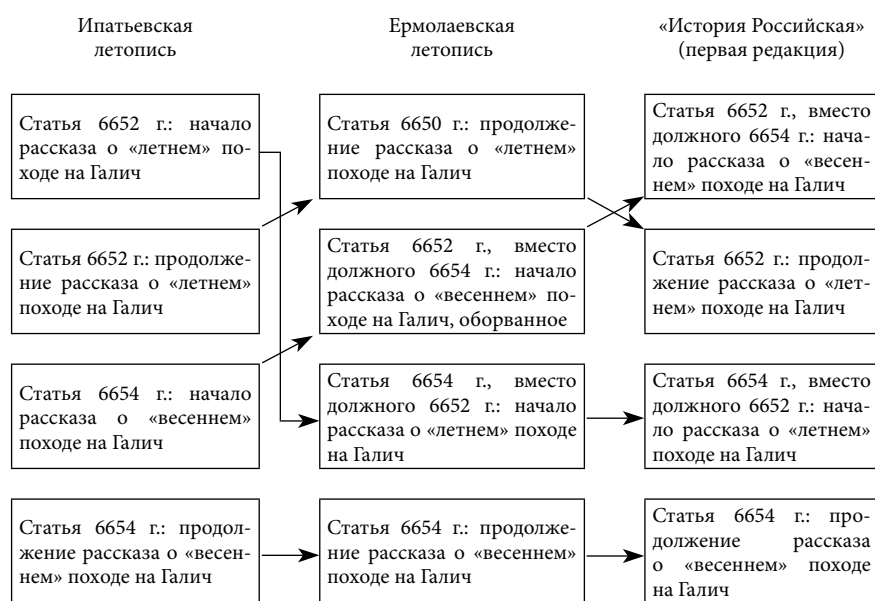 Ипатьевская
летопись
Ермолаевская
летопись
«История Российская»
(первая редакция)
Статья 6652 г.: начало
рассказа о «летнем» по-
ходе на Галич
Статья 6650 г.: продолже-
ние рассказа о «летнем»
походе на Галич
Статья 6652 г., вместо
должного 6654 г.: нача-
ло рассказа о «весен-
нем» походе на Галич
Статья 6652 г.: продолже-
ние рассказа о «летнем»
походе на Галич
Статья 6652 г., вместо
должного 6654 г.: начало
рассказа о «весеннем» по-
ходе на Галич, оборванное
Статья 6652 г.: продол-
жение рассказа о «лет-
нем» походе на Галич
Статья 6654 г.: начало
рассказа о «весеннем»
походе на Галич
Статья 6654 г., вместо
должного 6652 г.: начало
рассказа о «летнем» походе
на Галич
Статья 6654 г., вместо
должного 6652 г.: нача-
ло рассказа о «летнем»
походе на Галич
Статья 6654 г.: продол-
жение рассказа о «весен-
нем» походе на Галич
Статья 6654 г.: продолже-
ние рассказа о «весеннем»
походе на Галич
Статья 6654 г.: про-
должение рассказа
о «весеннем» походе
на Галич